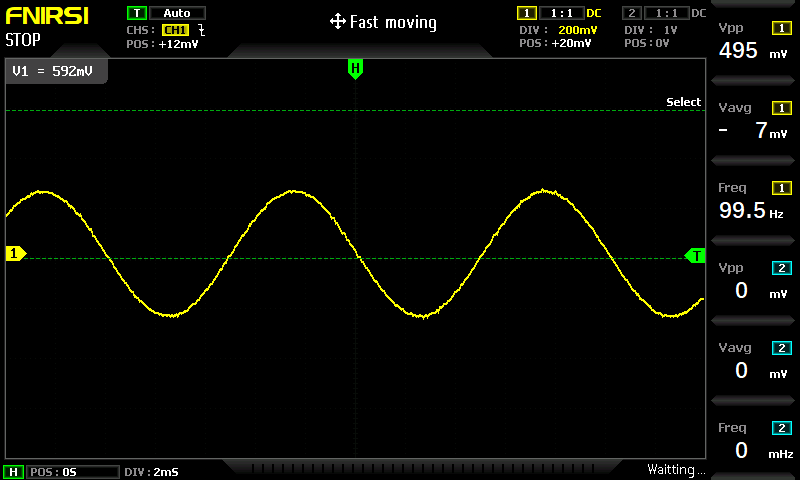 FNIRSI
STOP
T Auto
CHS: CH1
POS: +12mV
Fast moving
1 1:1 DC
DIV: 200mV
POS: +20mV
2 1:1 DC
DIV: 1V
POS: 0V
V1 = 592mV
H
Select
1
T
Vpp 1
495 mV
Vavg 1
- 7 mV
Freq 1
99.5 Hz
Vpp 2
0 mV
Vavg 2
0 mV
Freq 2
0 mHz
H POS: 0S DIV: 2mS
Waitting...